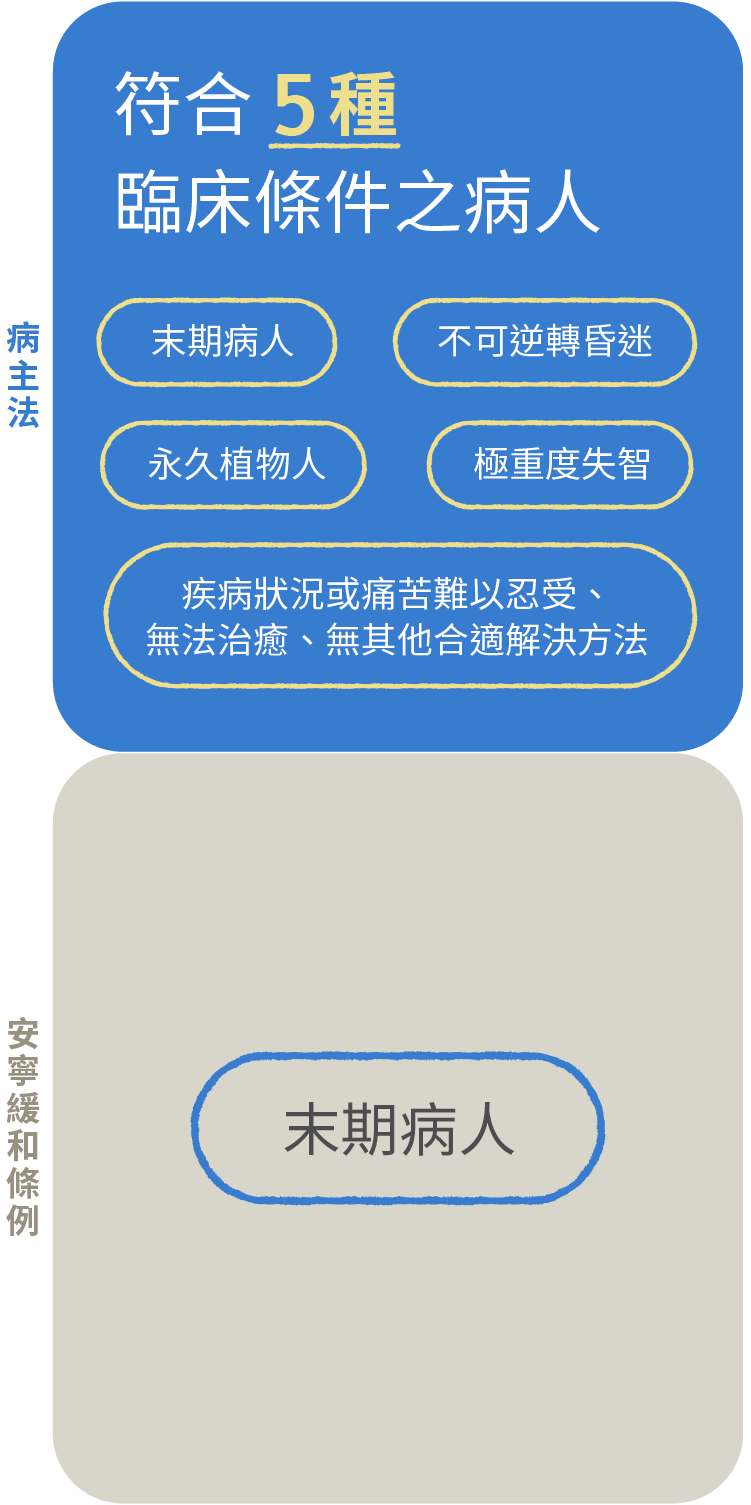 病主法
符合 5 種
臨床條件之病人
末期病人
不可逆轉昏迷
永久植物人
極重度失智
疾病狀況或痛苦難以忍受、
無法治癒、無其他合適解決方法
安寧緩和條例
末期病人